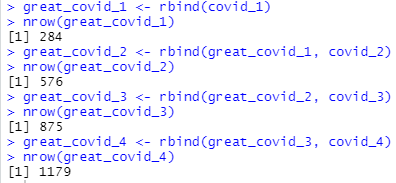 > great_covid_1 <- rbind(covid_1)
> nrow(great_covid_1)
[1] 284
> great_covid_2 <- rbind(great_covid_1, covid_2)
> nrow(great_covid_2)
[1] 576
> great_covid_3 <- rbind(great_covid_2, covid_3)
> nrow(great_covid_3)
[1] 875
> great_covid_4 <- rbind(great_covid_3, covid_4)
> nrow(great_covid_4)
[1] 1179